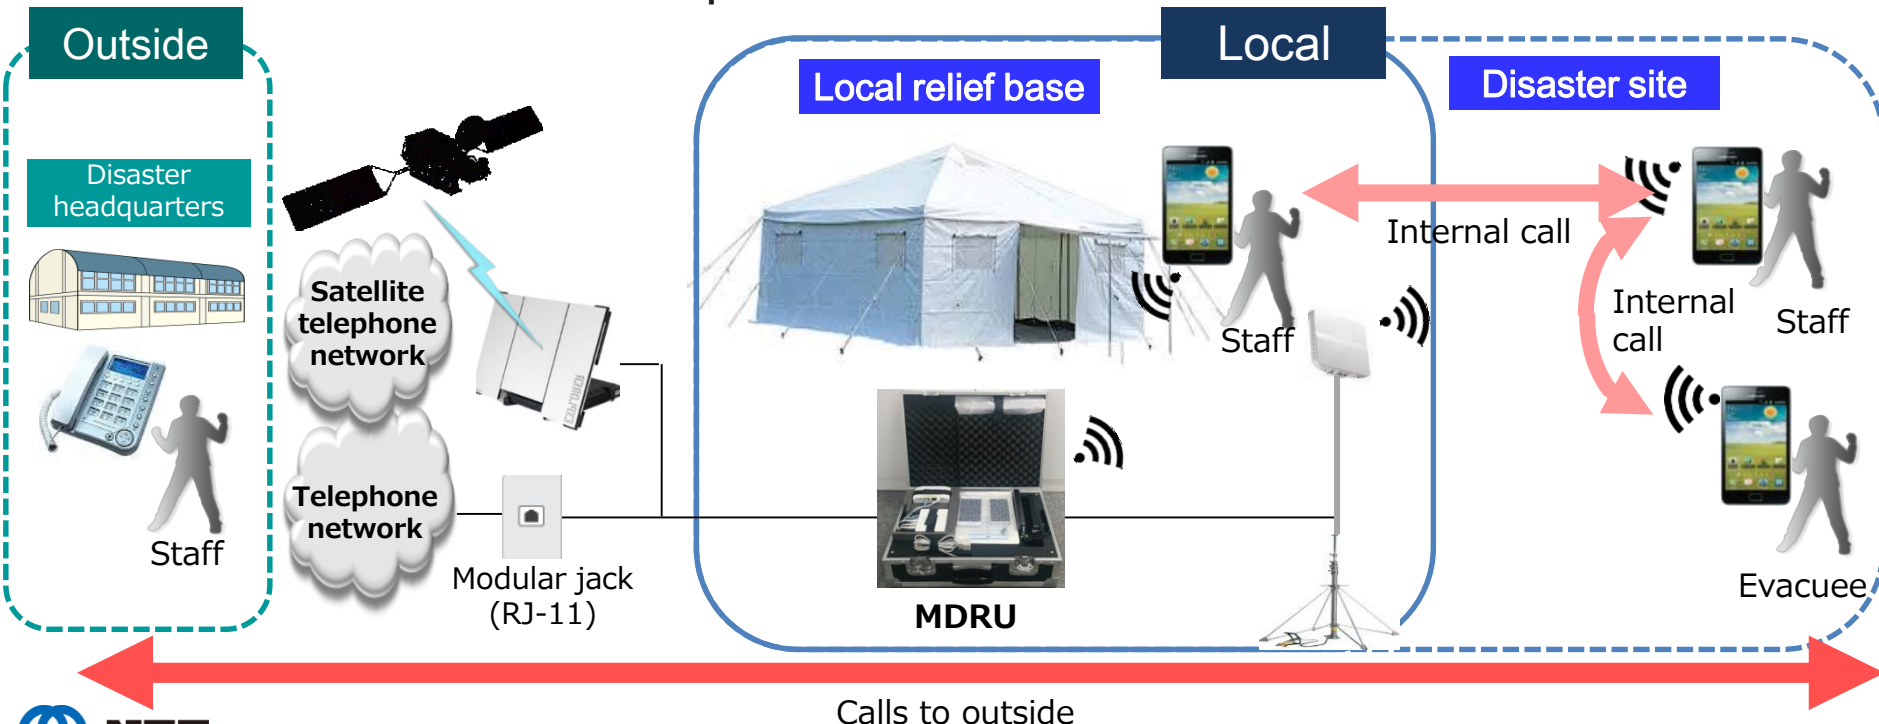 Outside
Local
Local relief base
Disaster site
Disaster
headquarters
Satellite
telephone
network
Internal call
Internal
call
Staff
Staff
Telephone
network
Staff
Modular jack
(RJ-11)
MDRU
Evacuee
Calls to outside